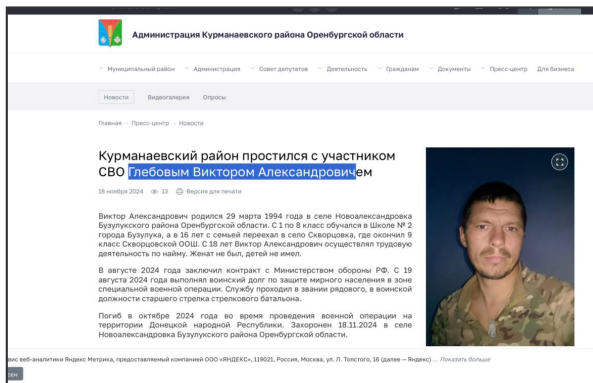 Администрация Курманаевского района Оренбургской области
Муниципальный район Администрация Совет депутатов Деятельность Гражданам Документы Пресс-центр Для бизнеса
Новости Видеогалерея Опросы
Главная Пресс-центр Новости
Курманаевский район простился с участником
СВО Глебовым Виктором Александровичем
18 ноября 2024 13 Версия для печати
Виктор Александрович родился 29 марта 1994 года в селе Новоалександровка
Бузулукского района Оренбургской области. С 1 по 8 класс обучался в Школе № 2
города Бузулука, а в 16 лет с семьей переехал в село Скворцовка, где окончил 9
класс Скворцовской ООШ. С 18 лет Виктор Александрович осуществлял трудовую
деятельность по найму. Женат не был, детей не имел.
В августе 2024 года заключил контракт с Министерством обороны РФ. С 19
августа 2024 года выполнял воинский долг по защите мирного населения в зоне
специальной военной операции. Службу проходил в звании рядового, в воинской
должности старшего стрелка стрелкового батальона.
Погиб в октябре 2024 года во время проведения военной операции на
территории Донецкой народной Республики. Захоронен 18.11.2024 в селе
Новоалександровка Бузулукского района Оренбургской области.
вис веб-аналитики Яндекс Метрика, предоставляемый компанией ООО «ЯНДЕКС», 119021, Россия, Москва, ул. Л. Толстого, 16 (далее — Яндекс) ... Показать больше